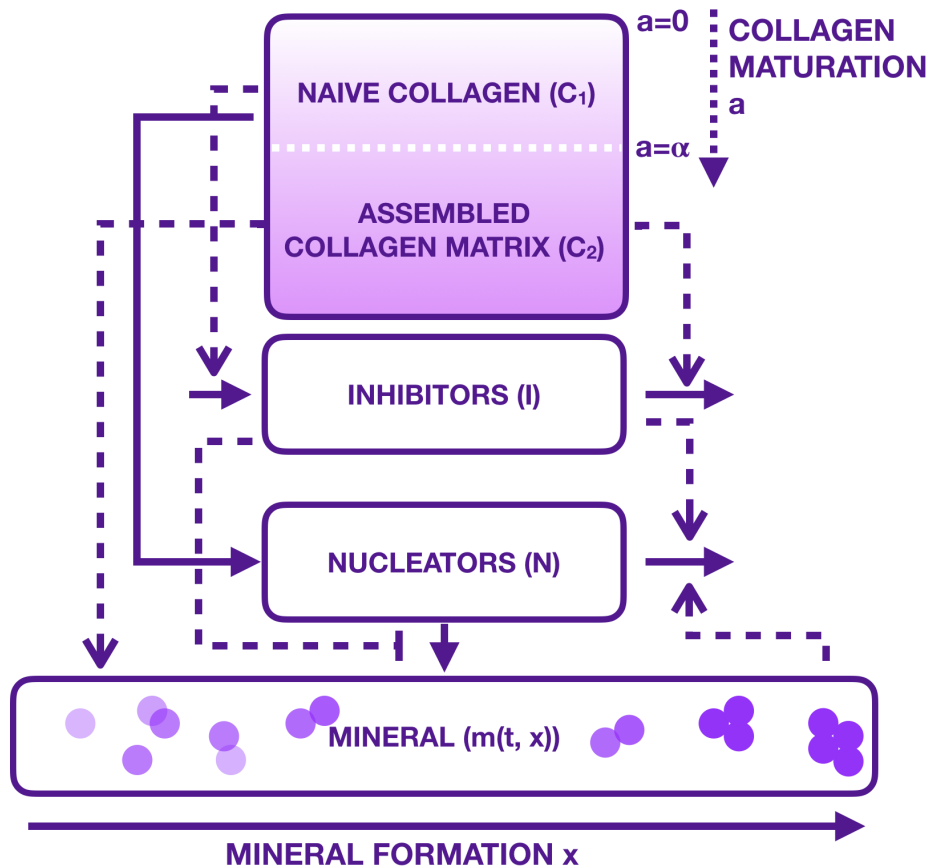 a=0
COLLAGEN
MATURATION
a
NAIVE COLLAGEN (C₁)
a=α
ASSEMBLED
COLLAGEN MATRIX (C₂)
INHIBITORS (I)
NUCLEATORS (N)
MINERAL (m(t, x))
MINERAL FORMATION x